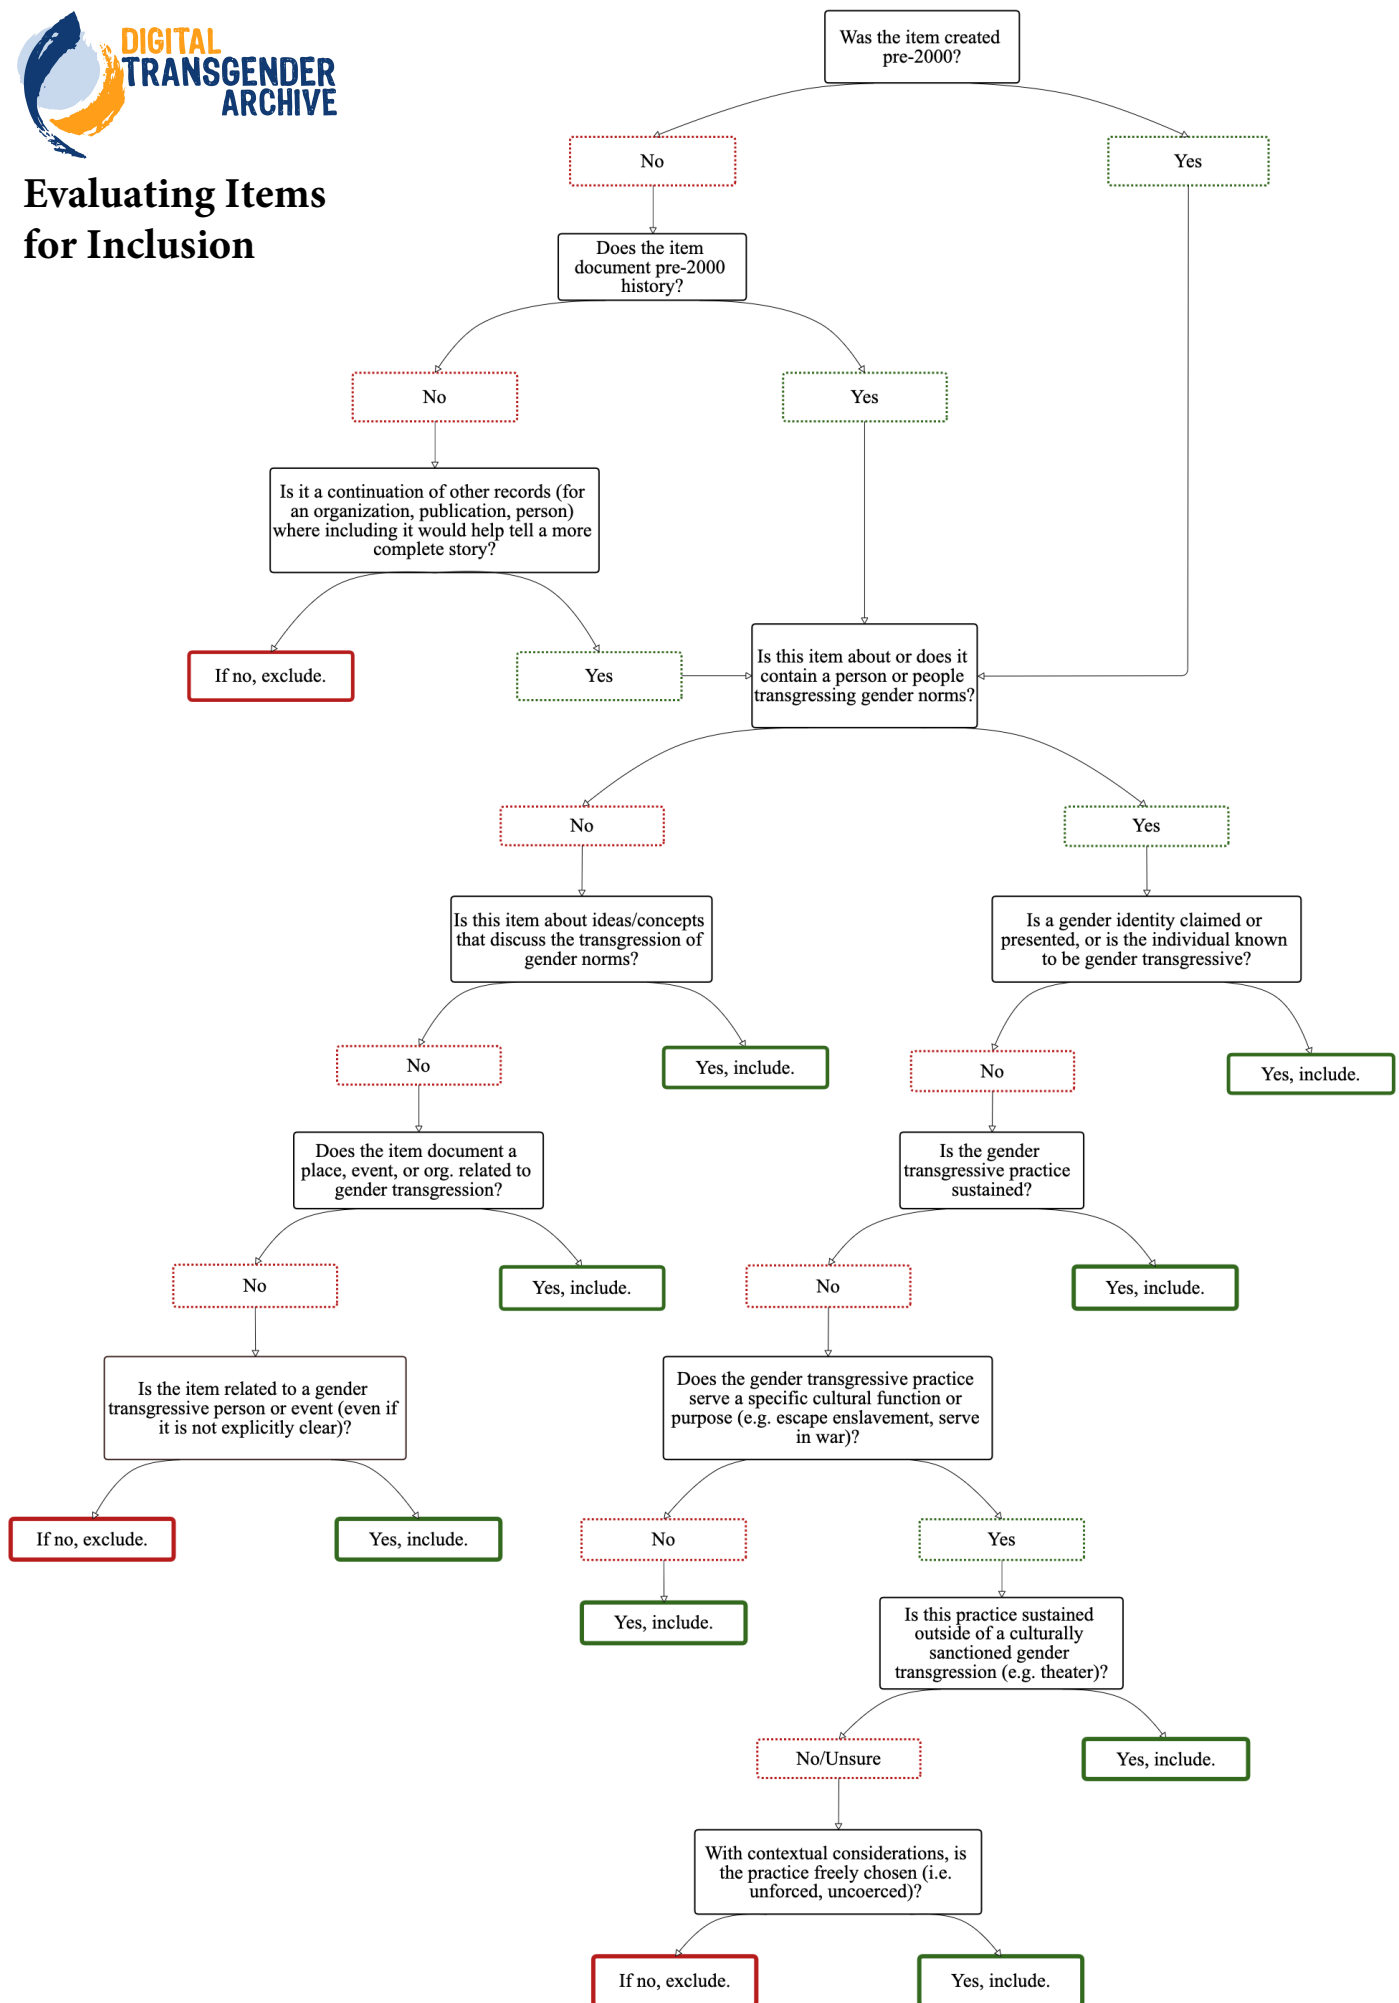 DIGITAL
TRANSGENDER
ARCHIVE
Evaluating Items
for Inclusion
Was the item created
pre-2000?
No
Yes
Does the item
document pre-2000
history?
No
Yes
Is it a continuation of other records (for
an organization, publication, person)
where including it would help tell a more
complete story?
If no, exclude.
Yes
Is this item about or does it
contain a person or people
transgressing gender norms?
No
Yes
Is this item about ideas/concepts
that discuss the transgression of
gender norms?
Is a gender identity claimed or
presented, or is the individual known
to be gender transgressive?
No
Yes, include.
No
Yes, include.
Does the item document a
place, event, or org. related to
gender transgression?
Is the gender
transgressive practice
sustained?
No
Yes, include.
No
Yes, include.
Is the item related to a gender
transgressive person or event (even if
it is not explicitly clear)?
Does the gender transgressive practice
serve a specific cultural function or
purpose (e.g. escape enslavement, serve
in war)?
If no, exclude.
Yes, include.
No
Yes
Yes, include.
Is this practice sustained
outside of a culturally
sanctioned gender
transgression (e.g. theater)?
No/Unsure
Yes, include.
With contextual considerations, is
the practice freely chosen (i.e.
unforced, uncoerced)?
If no, exclude.
Yes, include.